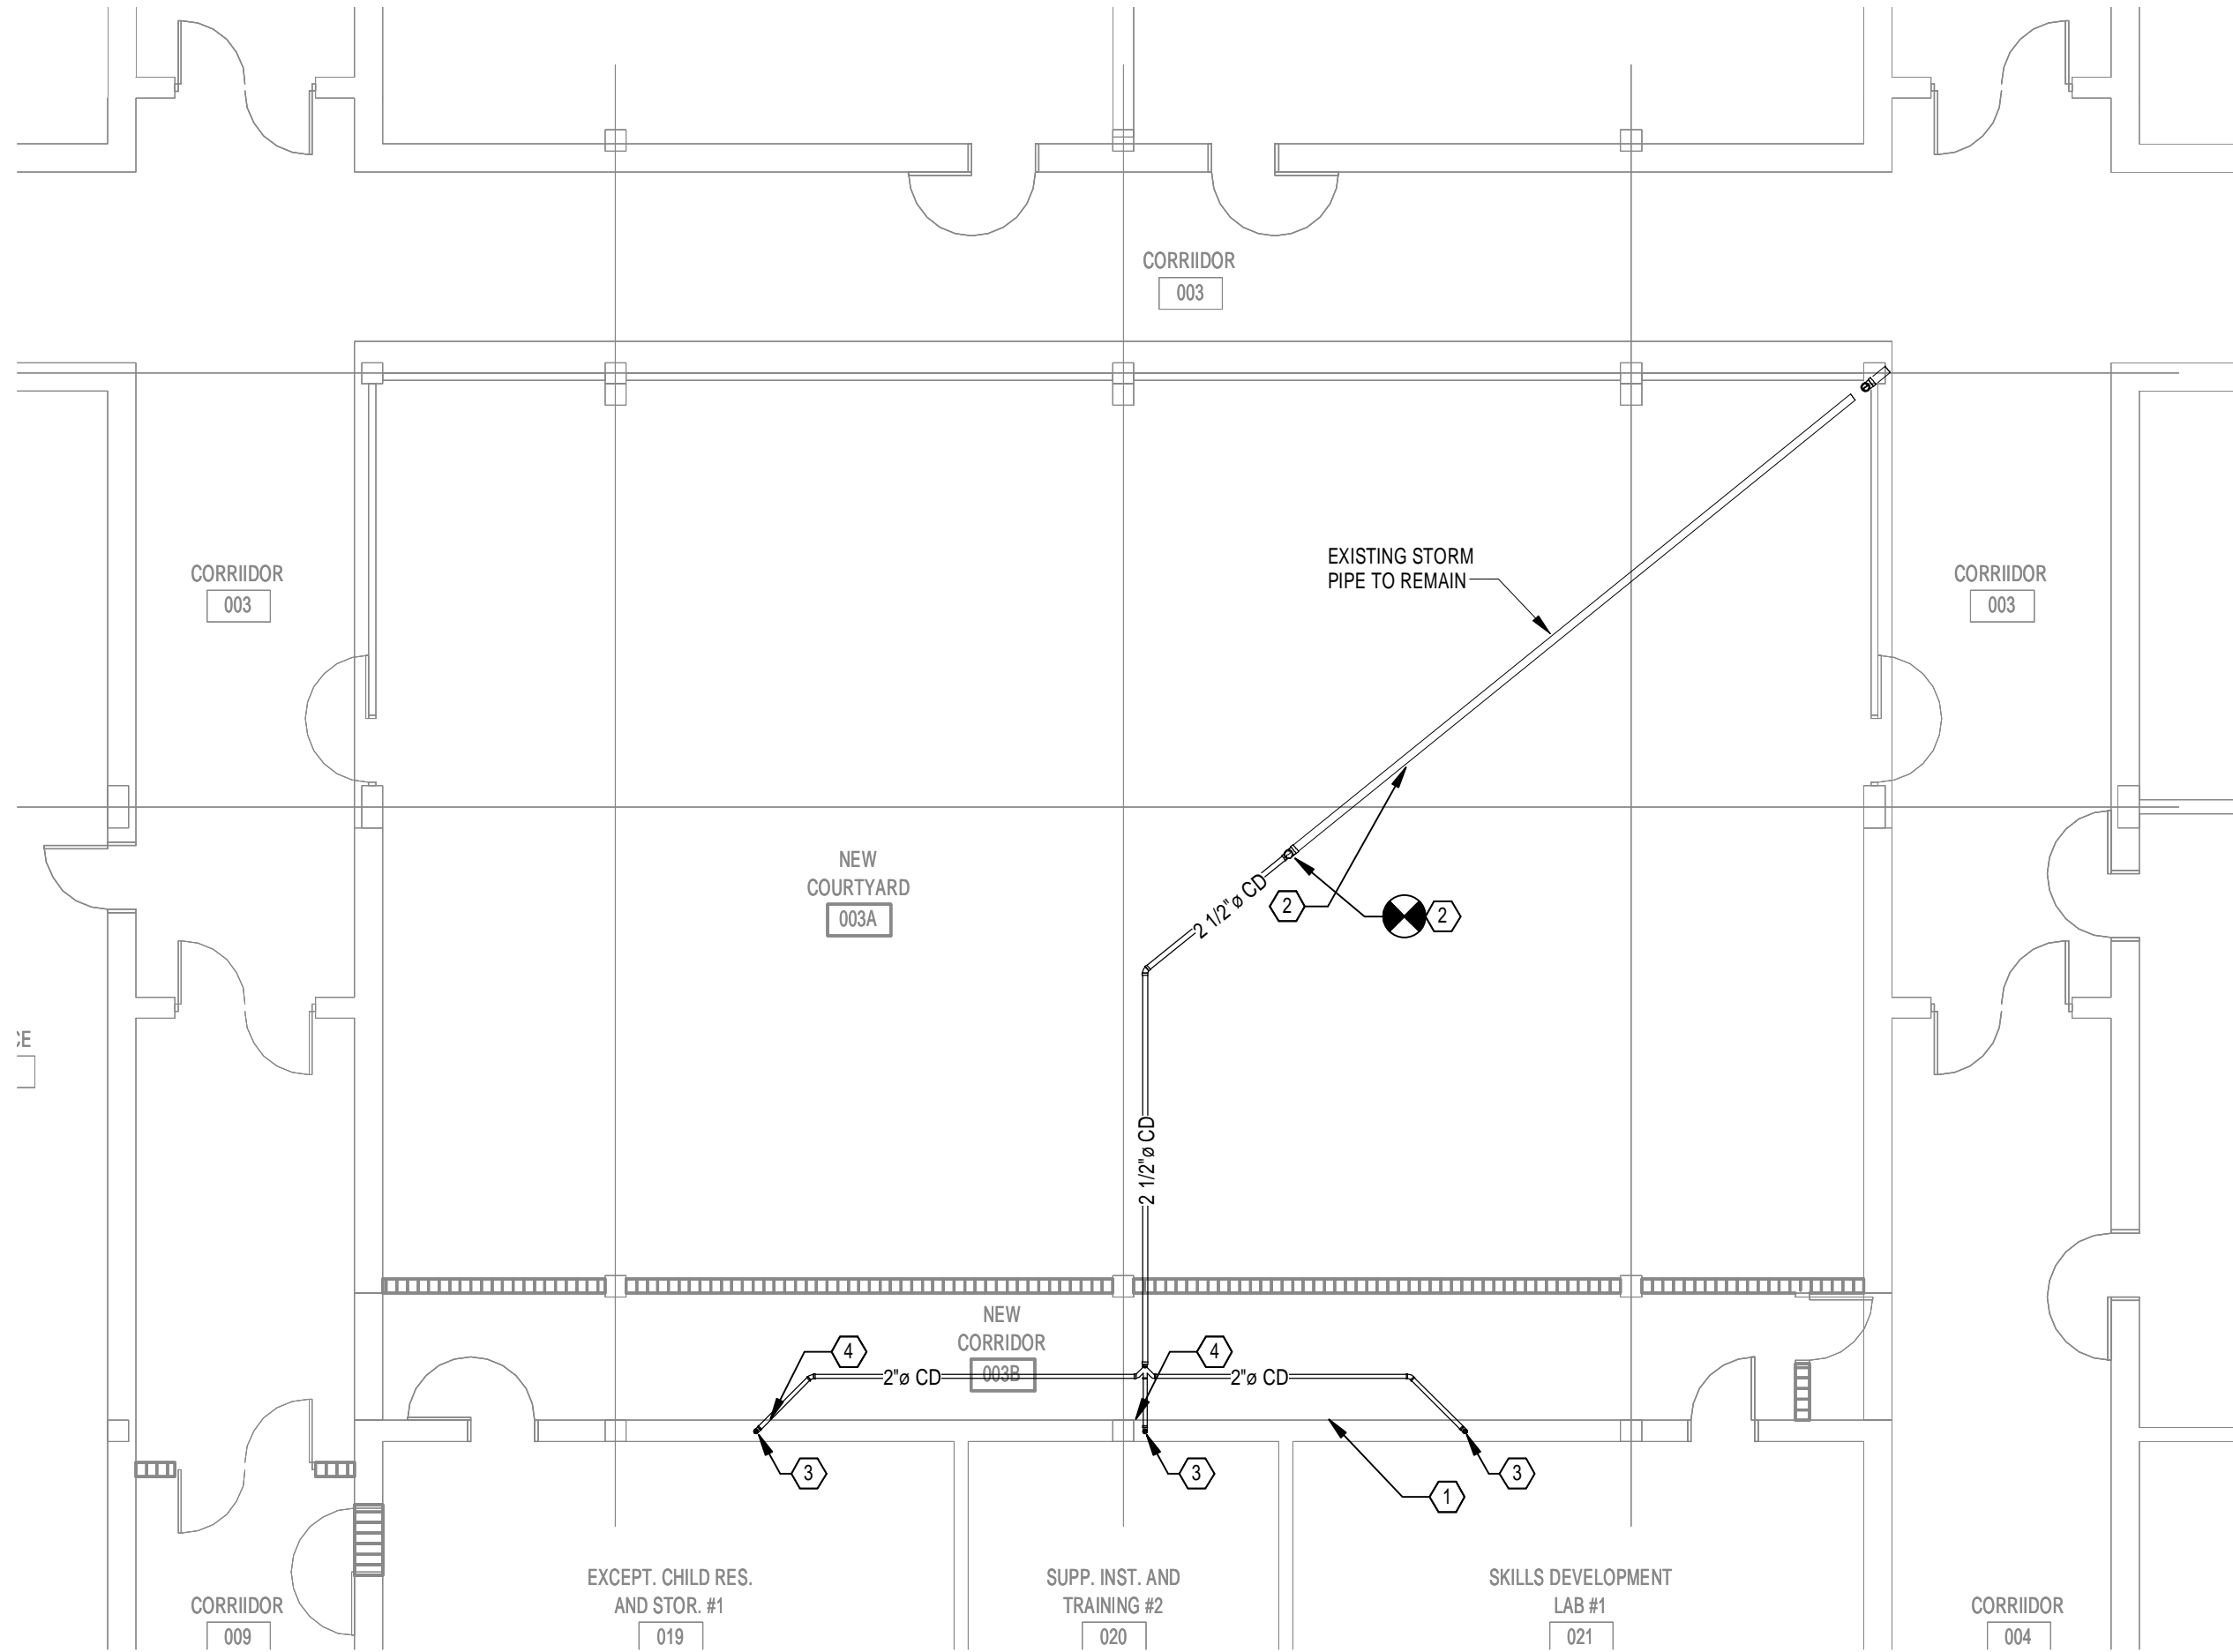 CORRIIDOR
003
EXISTING STORM
PIPE TO REMAIN
CORRIIDOR
003
CORRIIDOR
003
NEW
COURTYARD
003A
2 1/2"ø CD
2
2
CE
2 1/2"ø CD
NEW
CORRIDOR
003B
4
4
2"ø CD
2"ø CD
3
3
3
1
EXCEPT. CHILD RES.
AND STOR. #1
019
SUPP. INST. AND
TRAINING #2
020
SKILLS DEVELOPMENT
LAB #1
021
CORRIIDOR
009
CORRIIDOR
004